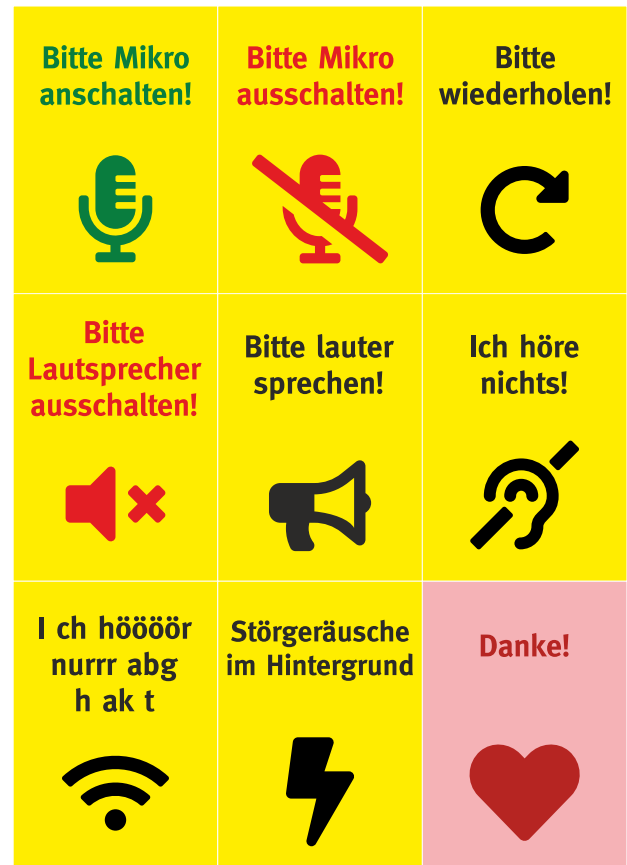 Bitte Mikro
anschalten!
Bitte Mikro
ausschalten!
Bitte
wiederholen!
Bitte
Lautsprecher
ausschalten!
Bitte lauter
sprechen!
Ich höre
nichts!
I ch höööör
nurrr abg
h ak t
Störgeräusche
im Hintergrund
Danke!